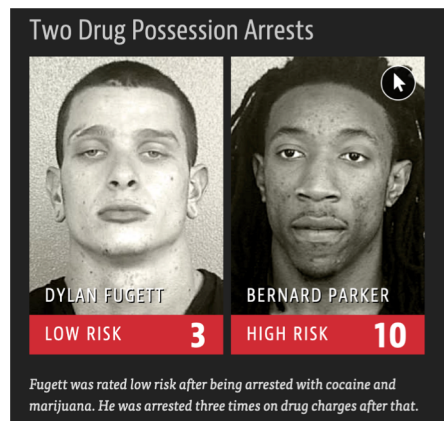 Two Drug Possession Arrests
DYLAN FUGETT
BERNARD PARKER
LOW RISK 3
HIGH RISK 10
Fugett was rated low risk after being arrested with cocaine and
marijuana. He was arrested three times on drug charges after that.